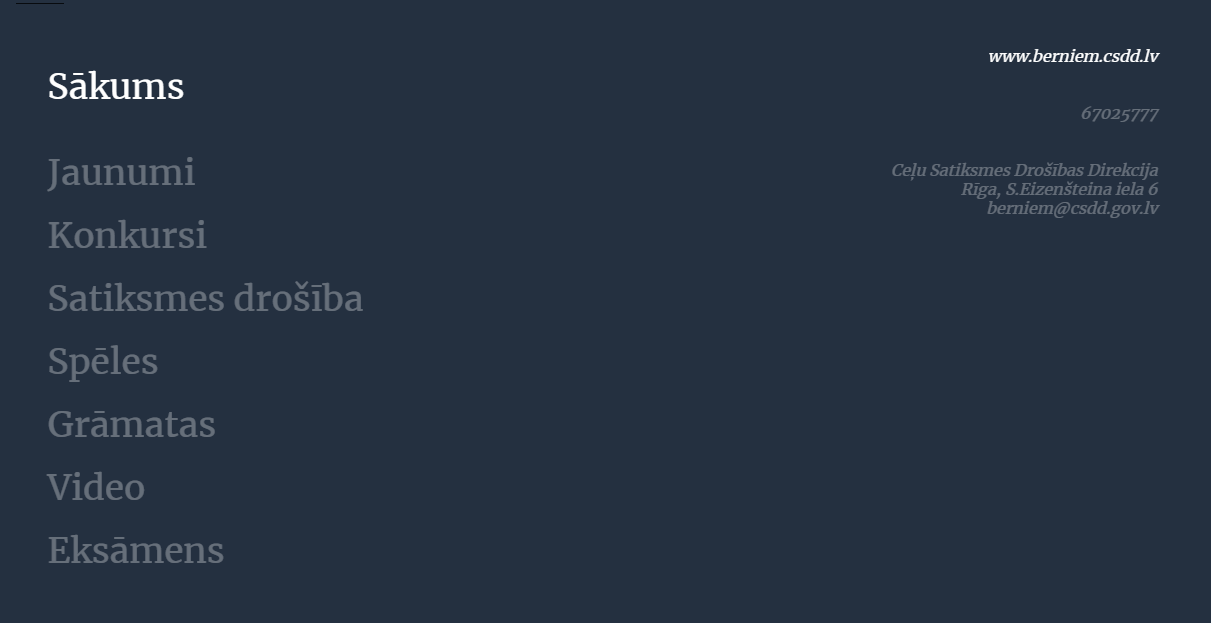 Sākums
Jaunumi
Konkursi
Satiksmes drošība
Spēles
Grāmatas
Video
Eksāmens
www.berniem.csdd.lv
67025777
Ceļu Satiksmes Drošības Direkcija
Rīga, S.Eizenšteina iela 6
berniem@csdd.gov.lv